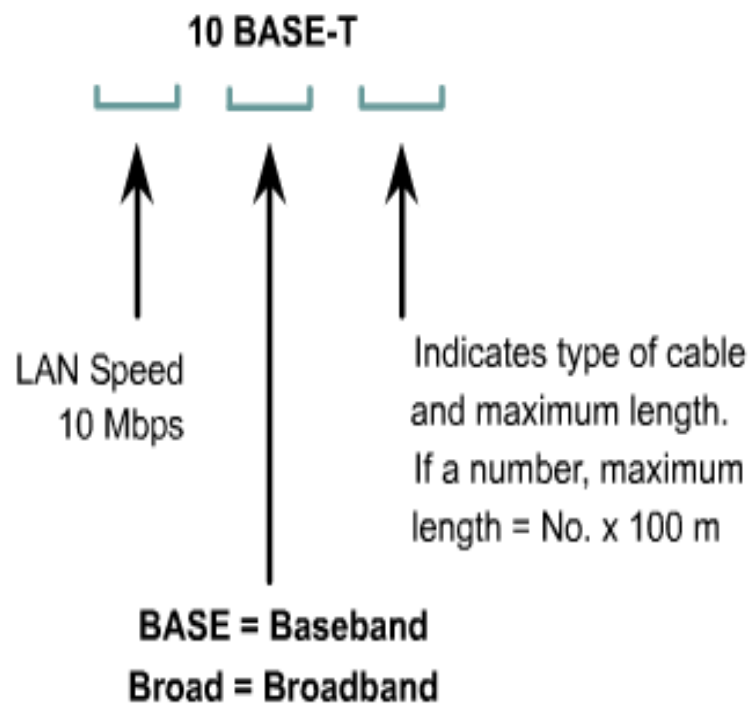 10 BASE-T
LAN Speed
10 Mbps
Indicates type of cable
and maximum length.
If a number, maximum
length = No. x 100 m
BASE = Baseband
Broad = Broadband